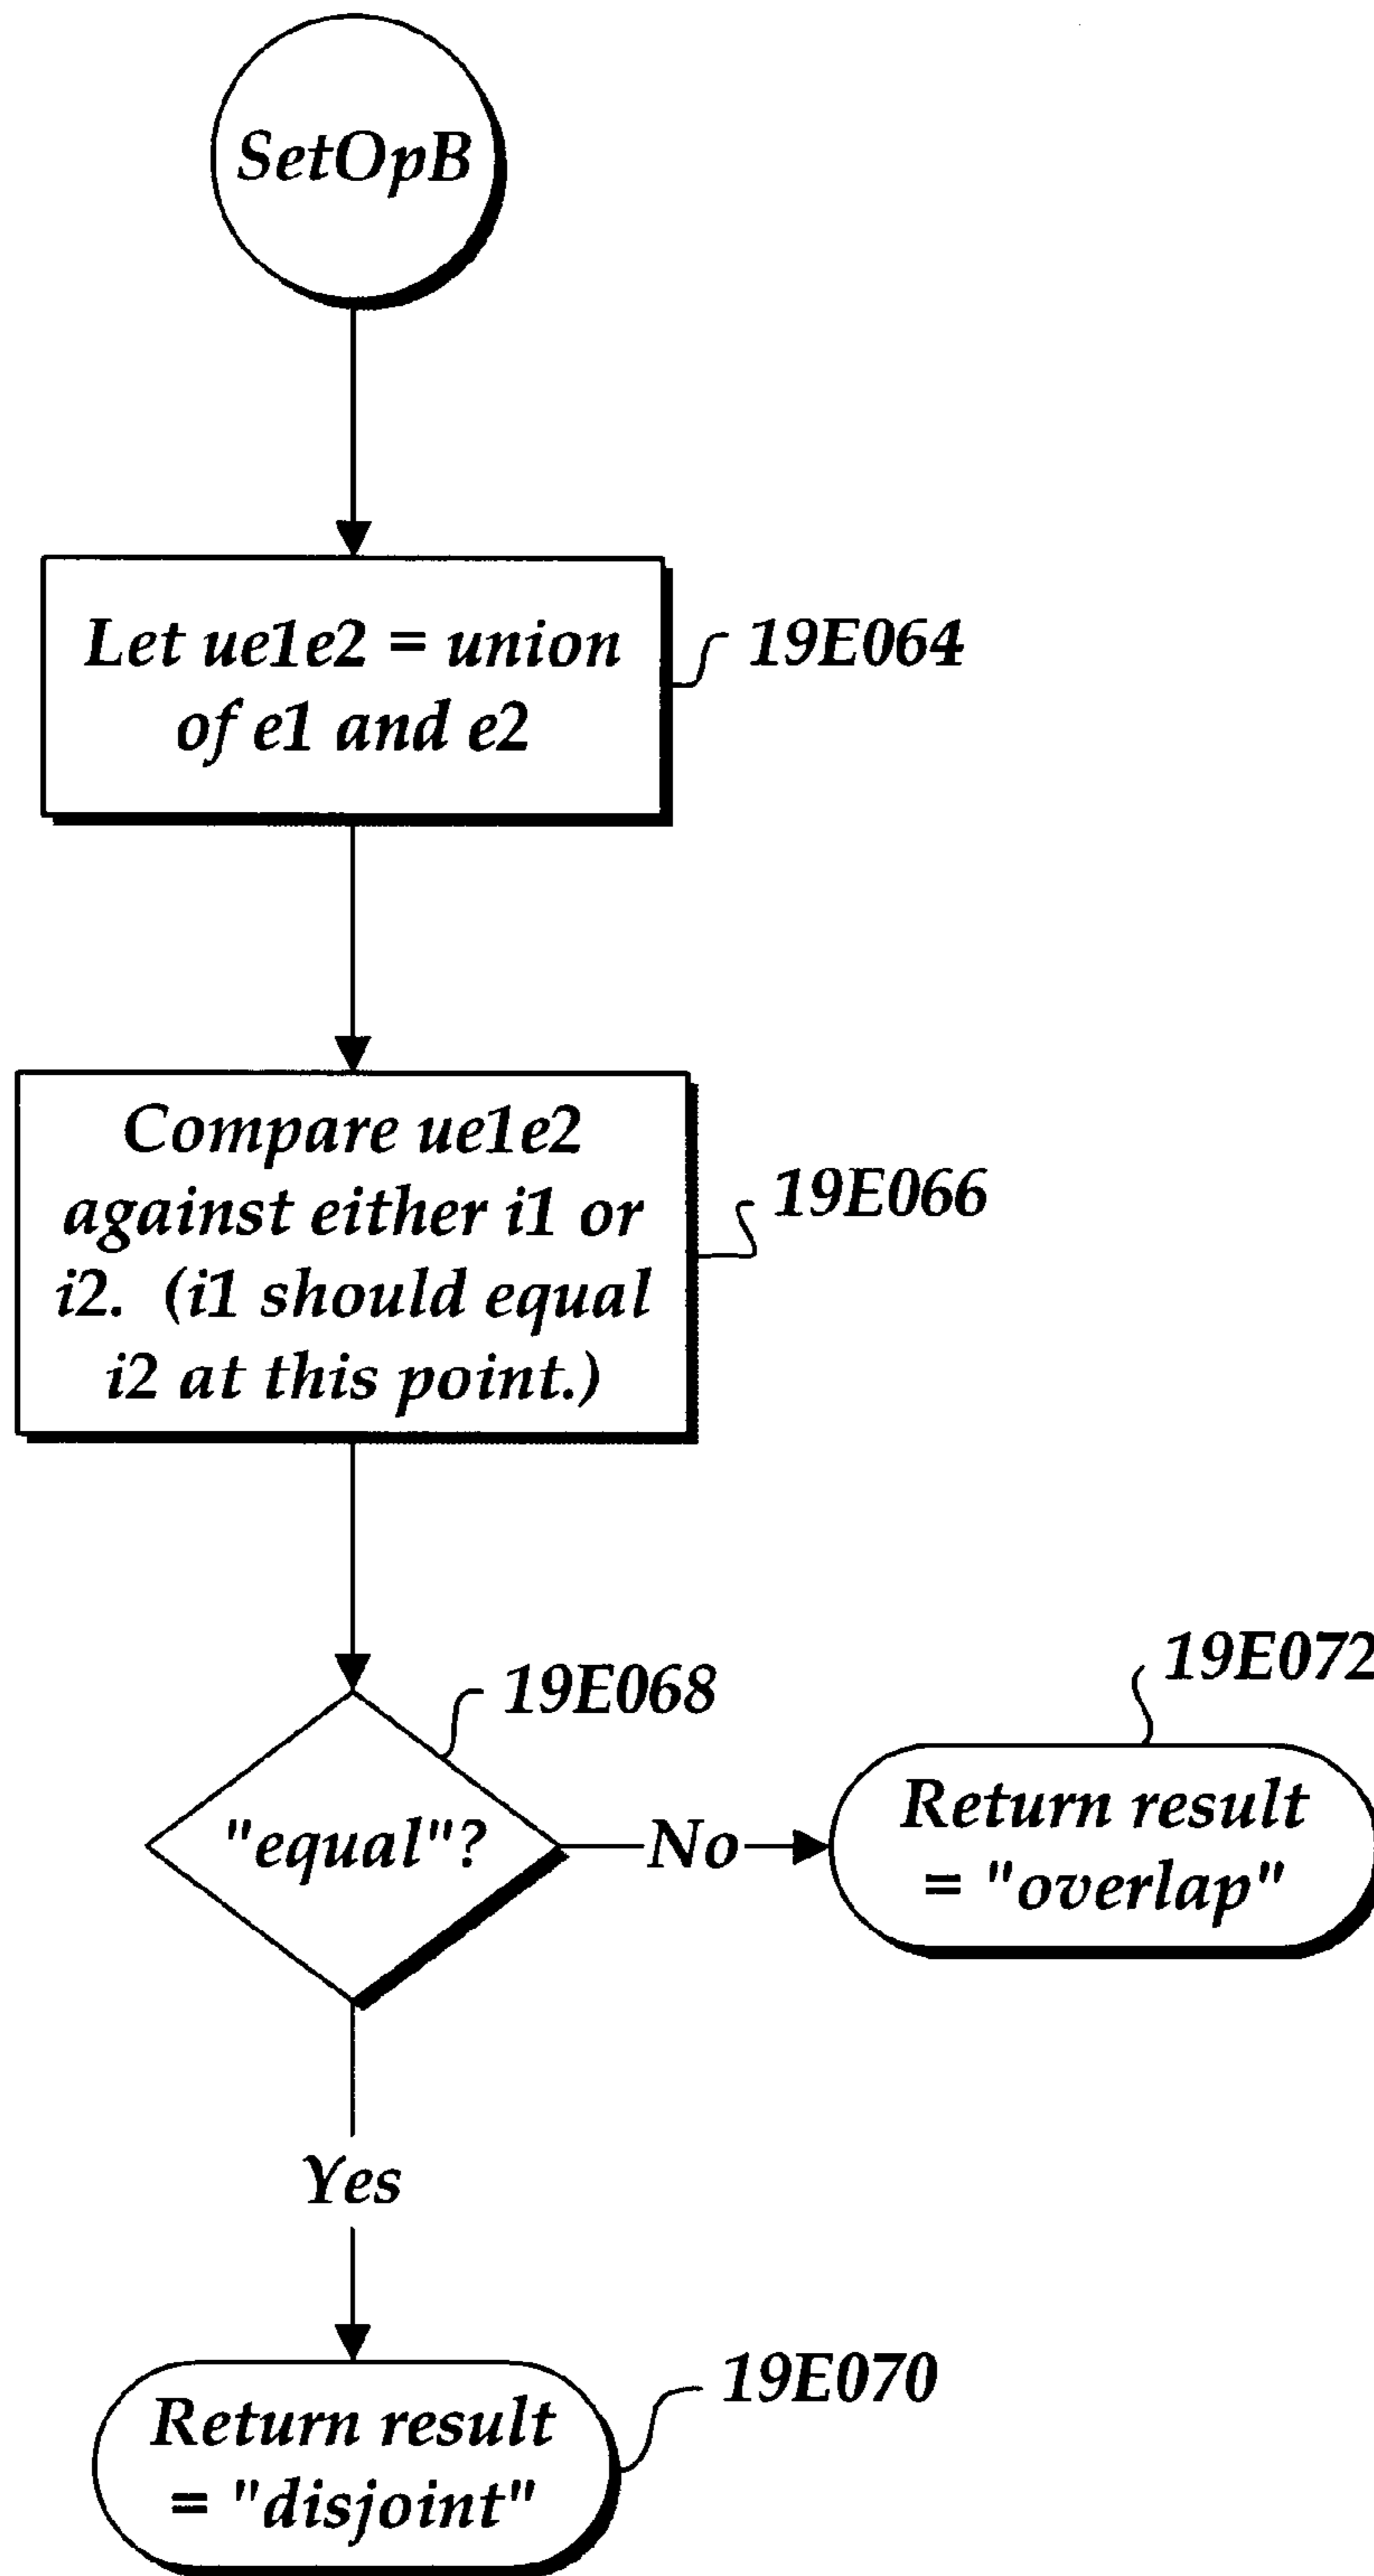 SetOpB
Let ue1e2 = union
of e1 and e2
19E064
Compare ue1e2
against either i1 or
i2.  (i1 should equal
i2 at this point.)
19E066
"equal"?
19E068
No
Return result
= "overlap"
19E072
Yes
Return result
= "disjoint"
19E070